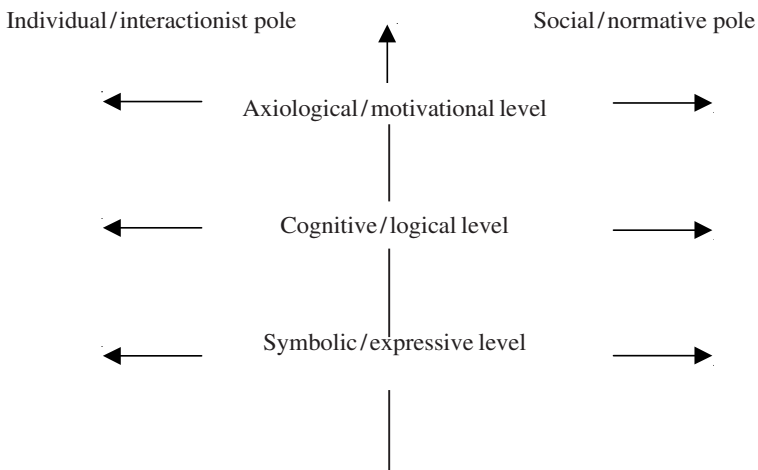 Individual/interactionist pole
Social/normative pole
Axiological/motivational level
Cognitive/logical level
Symbolic/expressive level